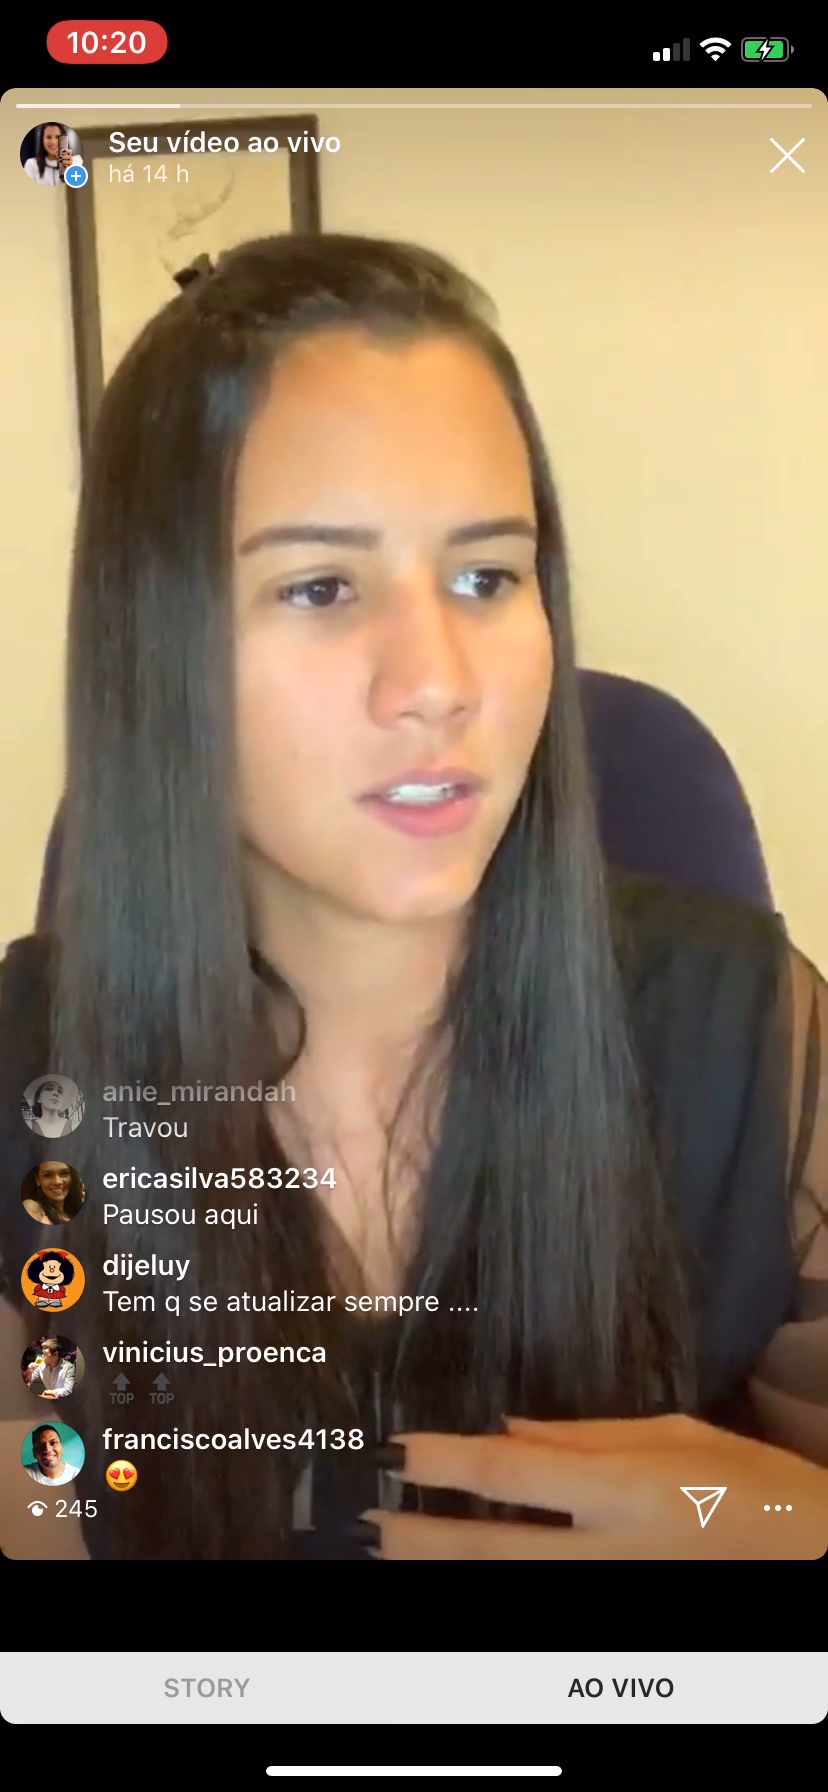 10:20
Seu vídeo ao vivo
há 14 h
anie_mirandah
Travou
ericasilva583234
Pausou aqui
dijeluy
Tem q se atualizar sempre ....
vinicius_proenca
TOP TOP
franciscoalves4138
245
STORY
AO VIVO